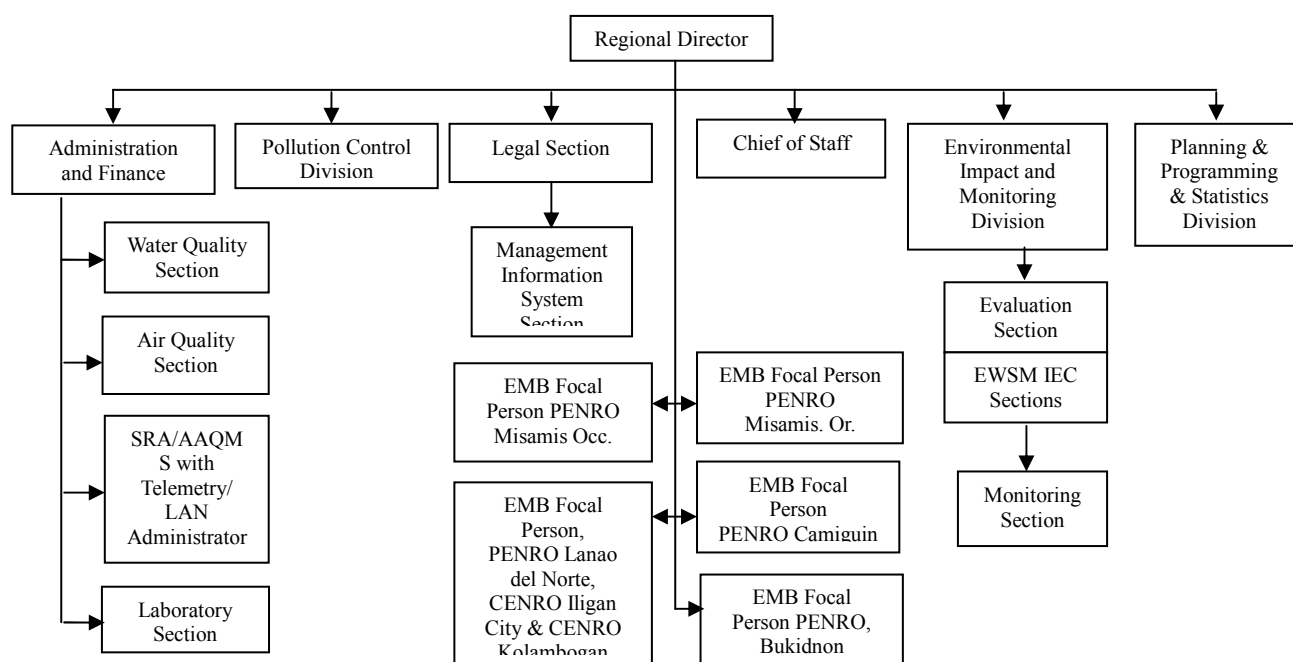 Regional Director
Administration
and Finance
Pollution Control
Division
Legal Section
Chief of Staff
Environmental
Impact and
Monitoring
Division
Planning &
Programming
& Statistics
Division
Water Quality
Section
Air Quality
Section
SRA/AAQM
S with
Telemetry/
LAN
Administrator
Laboratory
Section
Management
Information
System
Section
EMB Focal
Person PENRO
Misamis Occ.
EMB Focal Person
PENRO
Misamis. Or.
EMB Focal
Person,
PENRO Lanao
del Norte,
CENRO Iligan
City & CENRO
Kolambogan
EMB Focal
Person
PENRO Camiguin
EMB Focal
Person PENRO,
Bukidnon
Evaluation
Section
EWSM IEC
Sections
Monitoring
Section